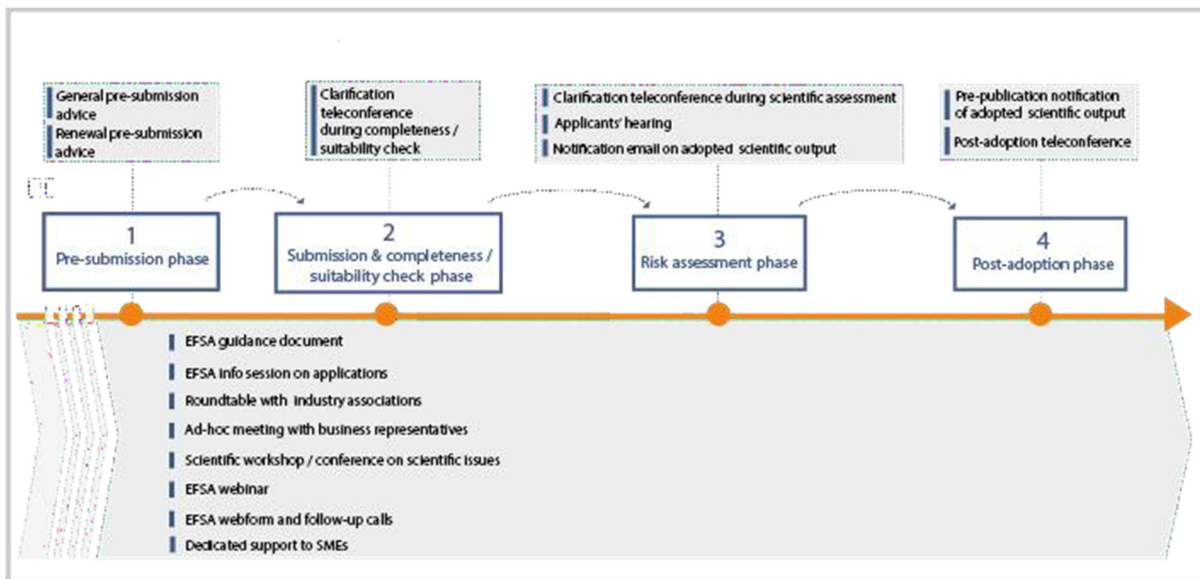 General pre-submission
advice
Renewal pre-submission
advice
Clarification
teleconference
during completeness /
suitability check
Clarification teleconference during scientific assessment
Applicants' hearing
Notification email on adopted scientific output
Pre-publication notification
of adopted scientific output
Post-adoption teleconference
1
Pre-submission phase
2
Submission & completeness /
suitability check phase
3
Risk assessment phase
4
Post-adoption phase
EFSA guidance document
EFSA info session on applications
Roundtable with industry associations
Ad-hoc meeting with business representatives
Scientific workshop / conference on scientific issues
EFSA webinar
EFSA webform and follow-up calls
Dedicated support to SMEs